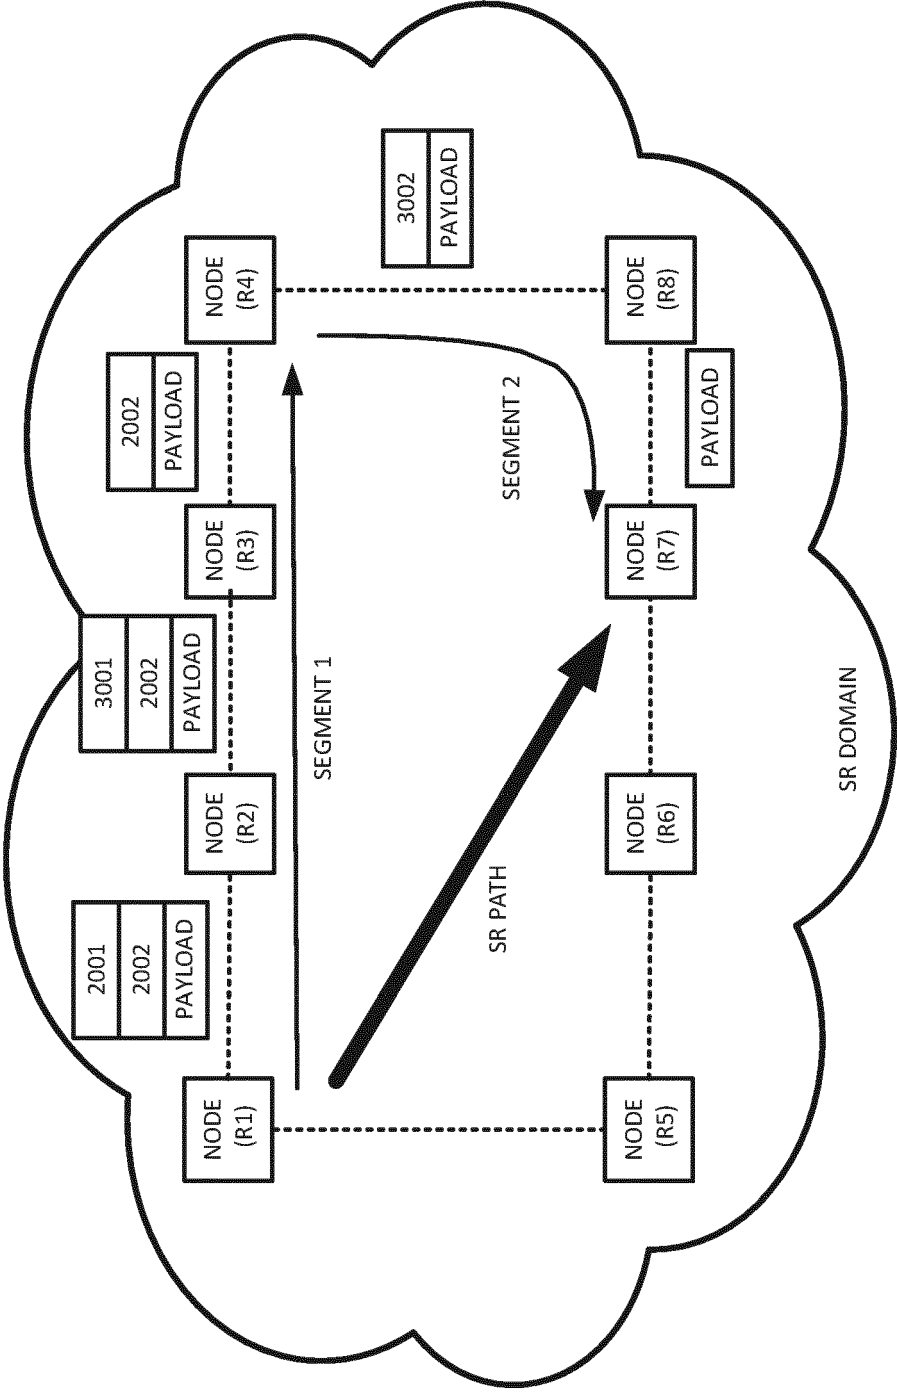 2001
2002
PAYLOAD
3001
2002
PAYLOAD
2002
PAYLOAD
NODE
(R1)
NODE
(R2)
NODE
(R3)
NODE
(R4)
SEGMENT 1
3002
PAYLOAD
SR PATH
SEGMENT 2
NODE
(R5)
NODE
(R6)
NODE
(R7)
NODE
(R8)
PAYLOAD
SR DOMAIN